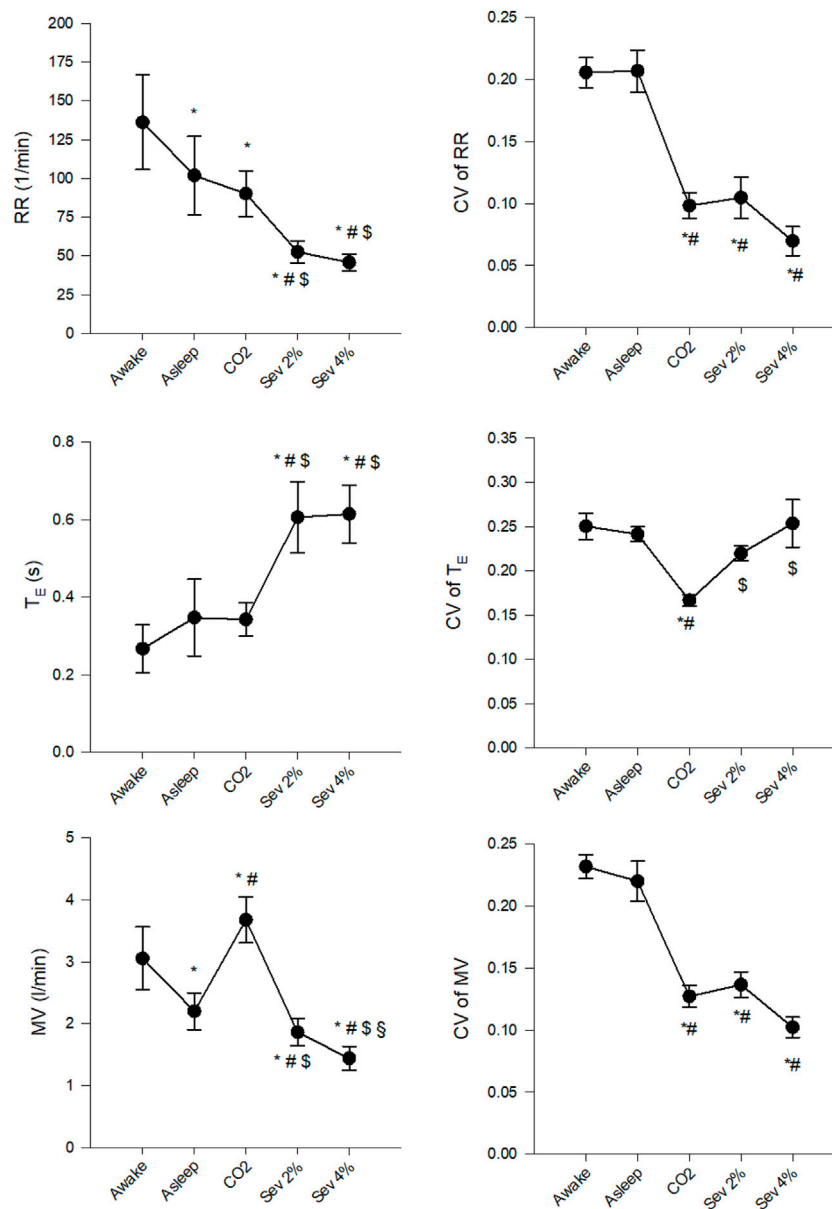 RR (1/min)
200
175
150
125
100
75
50
25
0
*
*
* # $
* # $
Awake
Asleep
CO2
Sev 2%
Sev 4%
CV of RR
0.25
0.20
0.15
0.10
0.05
0.00
*#
*#
*#
Awake
Asleep
CO2
Sev 2%
Sev 4%
TE (s)
0.8
0.6
0.4
0.2
0.0
* # $
* # $
Awake
Asleep
CO2
Sev 2%
Sev 4%
CV of TE
0.35
0.30
0.25
0.20
0.15
0.10
0.05
0.00
*#
$
$
Awake
Asleep
CO2
Sev 2%
Sev 4%
MV (l/min)
5
4
3
2
1
0
*
* #
* # $
* # $ §
Awake
Asleep
CO2
Sev 2%
Sev 4%
CV of MV
0.25
0.20
0.15
0.10
0.05
0.00
*#
*#
*#
Awake
Asleep
CO2
Sev 2%
Sev 4%